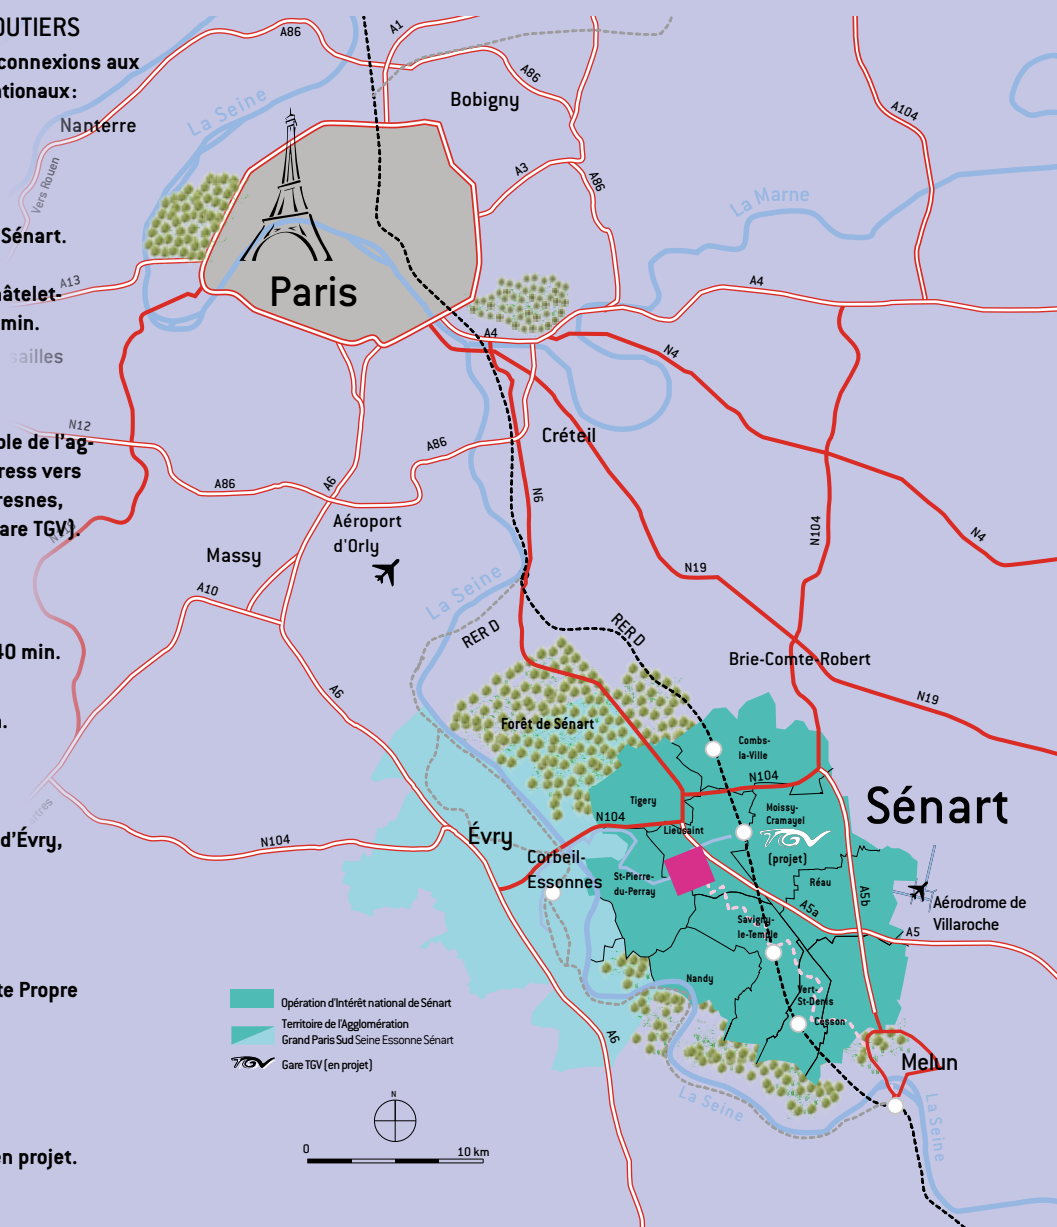 OUTIERS
connexions aux
ationaux :
Sénart.
hâtelet-
min.
sailles
ble de l'ag-
ress vers
resnes,
are TGV).
40 min.
d'Évry,
te Propre
en projet.
A86
A1
A86
Bobigny
La Seine
Nanterre
Vers Rouen
A104
A3
A86
La Marne
A13
Paris
A4
A4
N4
N12
Créteil
A86
A86
A6
N6
Aéroport
d'Orly
N104
N4
Massy
A10
N19
La Seine
RER D
RER D
Brie-Comte-Robert
A6
N19
Forêt de Sénart
Combs-
la-Ville
N104
Tigery
Moissy-
Cramayel
Sénart
N104
Lieusaint
TGV
(projet)
N104
Évry
Corbeil-
Essonnes
St-Pierre-
du-Perray
Réau
A5b
A5a
Aérodrome de
Villaroche
Savigny-
le-Temple
A5
Nandy
Vert-
St-Denis
Cesson
Opération d'Intérêt national de Sénart
Territoire de l'Agglomération
Grand Paris Sud Seine Essonne Sénart
TGV Gare TGV (en projet)
A6
Melun
La Seine
La Seine
N
0 10 km